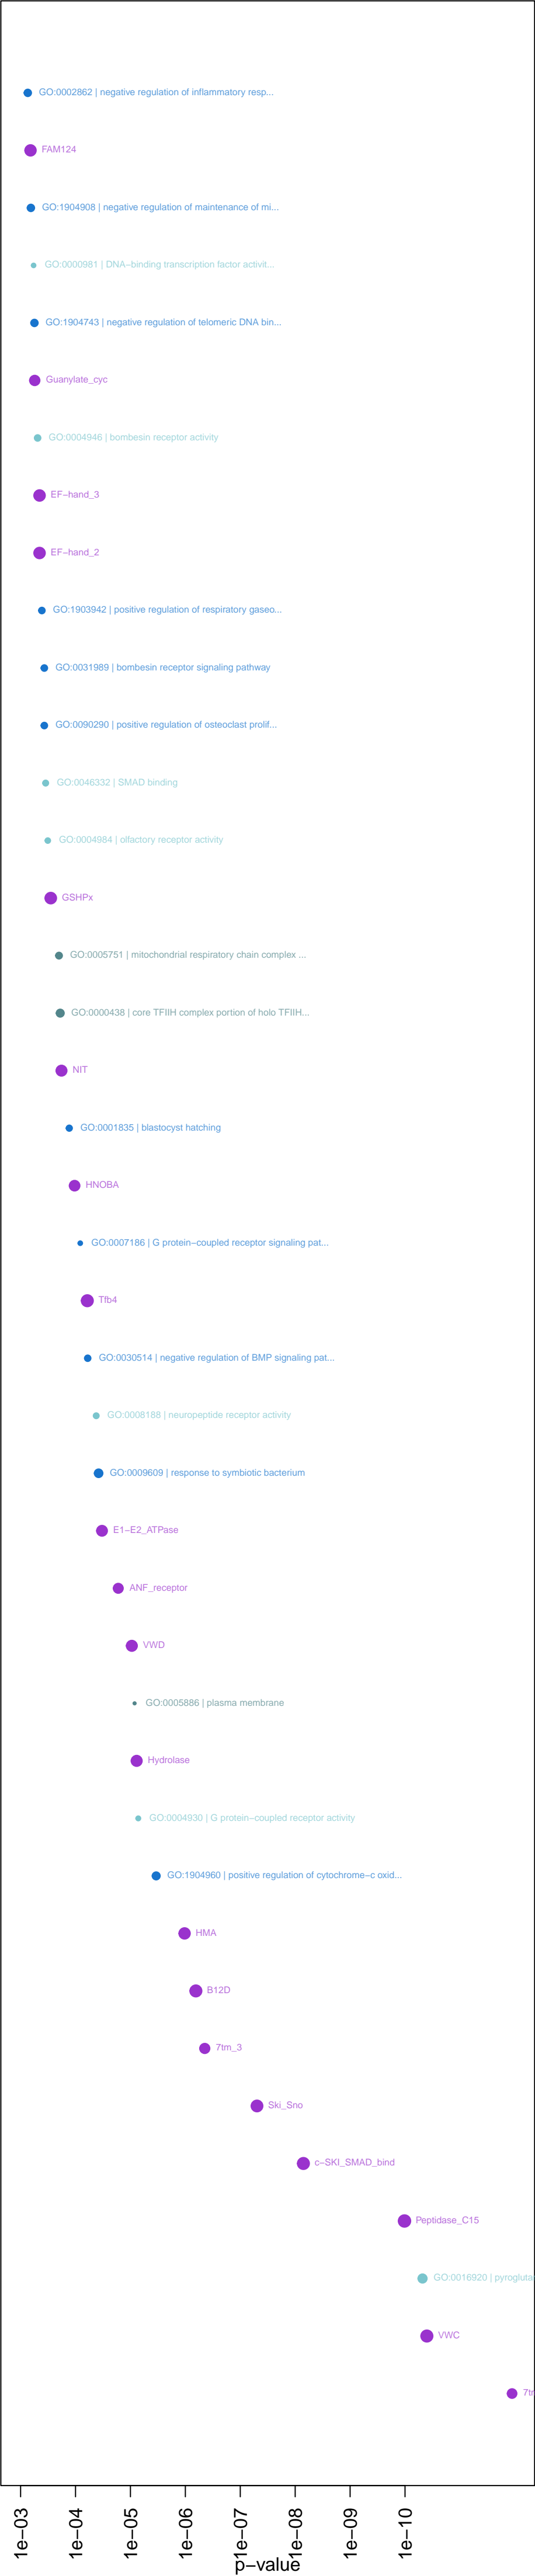 GO:0002862 | negative regulation of inflammatory resp...
FAM124
GO:1904908 | negative regulation of maintenance of mi...
GO:0000981 | DNA−binding transcription factor activit...
GO:1904743 | negative regulation of telomeric DNA bin...
Guanylate_cyc
GO:0004946 | bombesin receptor activity
EF−hand_3
EF−hand_2
GO:1903942 | positive regulation of respiratory gaseo...
GO:0031989 | bombesin receptor signaling pathway
GO:0090290 | positive regulation of osteoclast prolif...
GO:0046332 | SMAD binding
GO:0004984 | olfactory receptor activity
GSHPx
GO:0005751 | mitochondrial respiratory chain complex ...
GO:0000438 | core TFIIH complex portion of holo TFIIH...
NIT
GO:0001835 | blastocyst hatching
HNOBA
GO:0007186 | G protein−coupled receptor signaling pat...
Tfb4
GO:0030514 | negative regulation of BMP signaling pat...
GO:0008188 | neuropeptide receptor activity
GO:0009609 | response to symbiotic bacterium
E1−E2_ATPase
ANF_receptor
VWD
GO:0005886 | plasma membrane
Hydrolase
GO:0004930 | G protein−coupled receptor activity
GO:1904960 | positive regulation of cytochrome−c oxid...
HMA
B12D
7tm_3
Ski_Sno
c−SKI_SMAD_bind
Peptidase_C15
GO:0016920 | pyrogluta
VWC
1e−03
1e−04
1e−05
1e−06
1e−07
1e−08
1e−09
1e−10
p−value